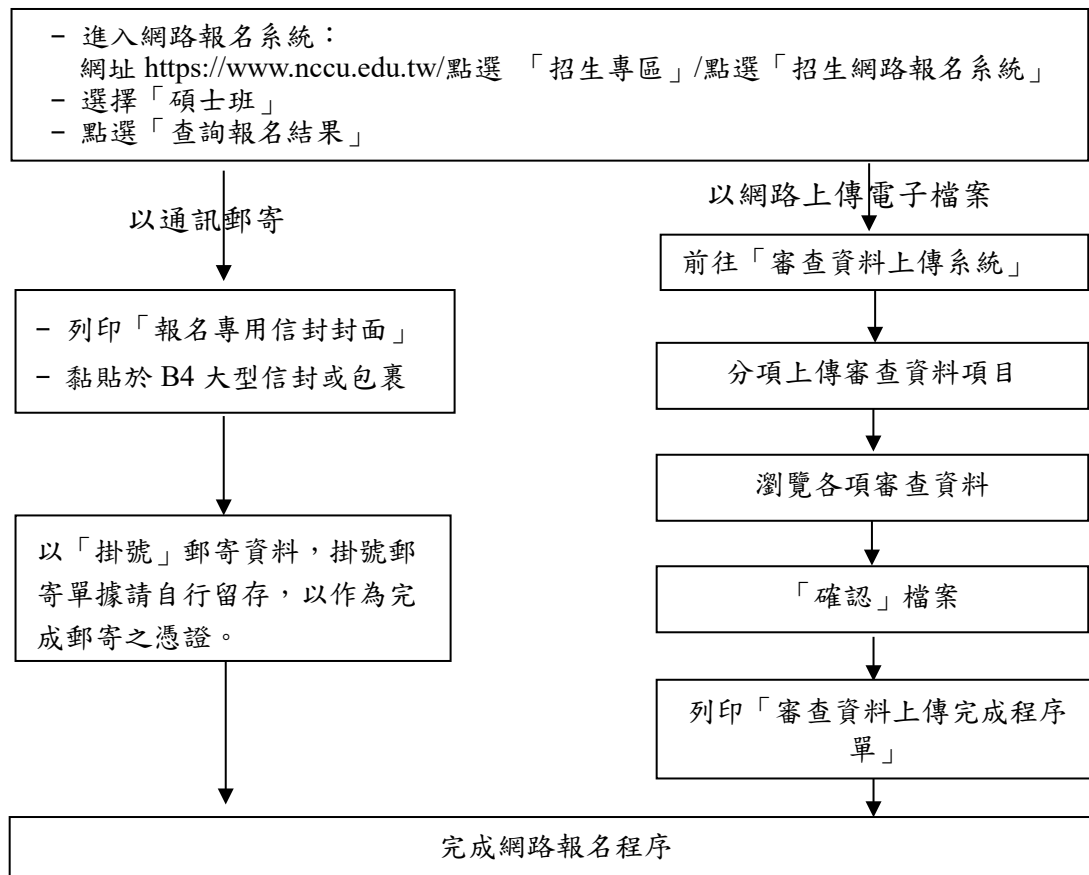 - 進入網路報名系統：
網址 https://www.nccu.edu.tw/點選 「招生專區」/點選「招生網路報名系統」
- 選擇「碩士班」
- 點選「查詢報名結果」
以通訊郵寄
- 列印「報名專用信封封面」
- 黏貼於 B4 大型信封或包裹
以「掛號」郵寄資料，掛號郵
寄單據請自行留存，以作為完
成郵寄之憑證。
以網路上傳電子檔案
前往「審查資料上傳系統」
分項上傳審查資料項目
瀏覽各項審查資料
「確認」檔案
列印「審查資料上傳完成程序
單」
完成網路報名程序